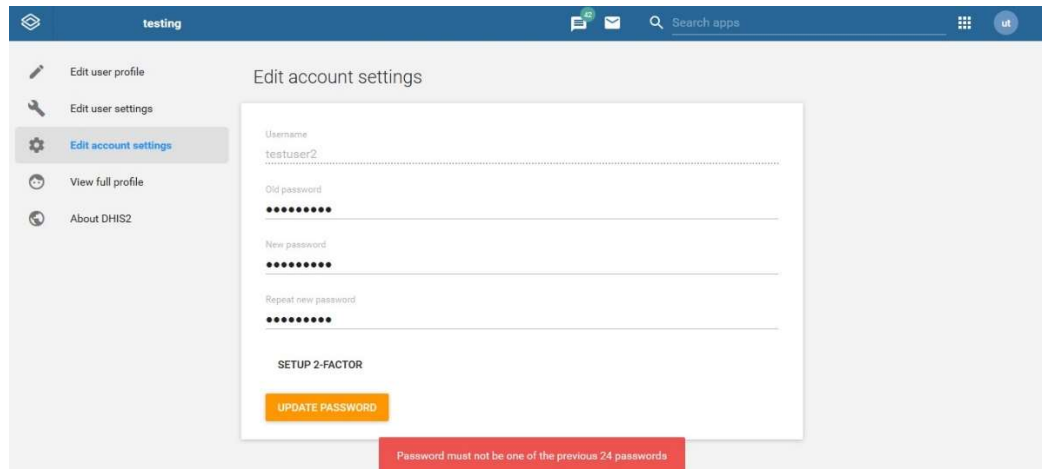 testing
42
Search apps
ut
Edit user profile
Edit user settings
Edit account settings
View full profile
About DHIS2
Edit account settings
Username
testuser2
Old password
•••••••••
New password
•••••••••
Repeat new password
•••••••••
SETUP 2-FACTOR
UPDATE PASSWORD
Password must not be one of the previous 24 passwords